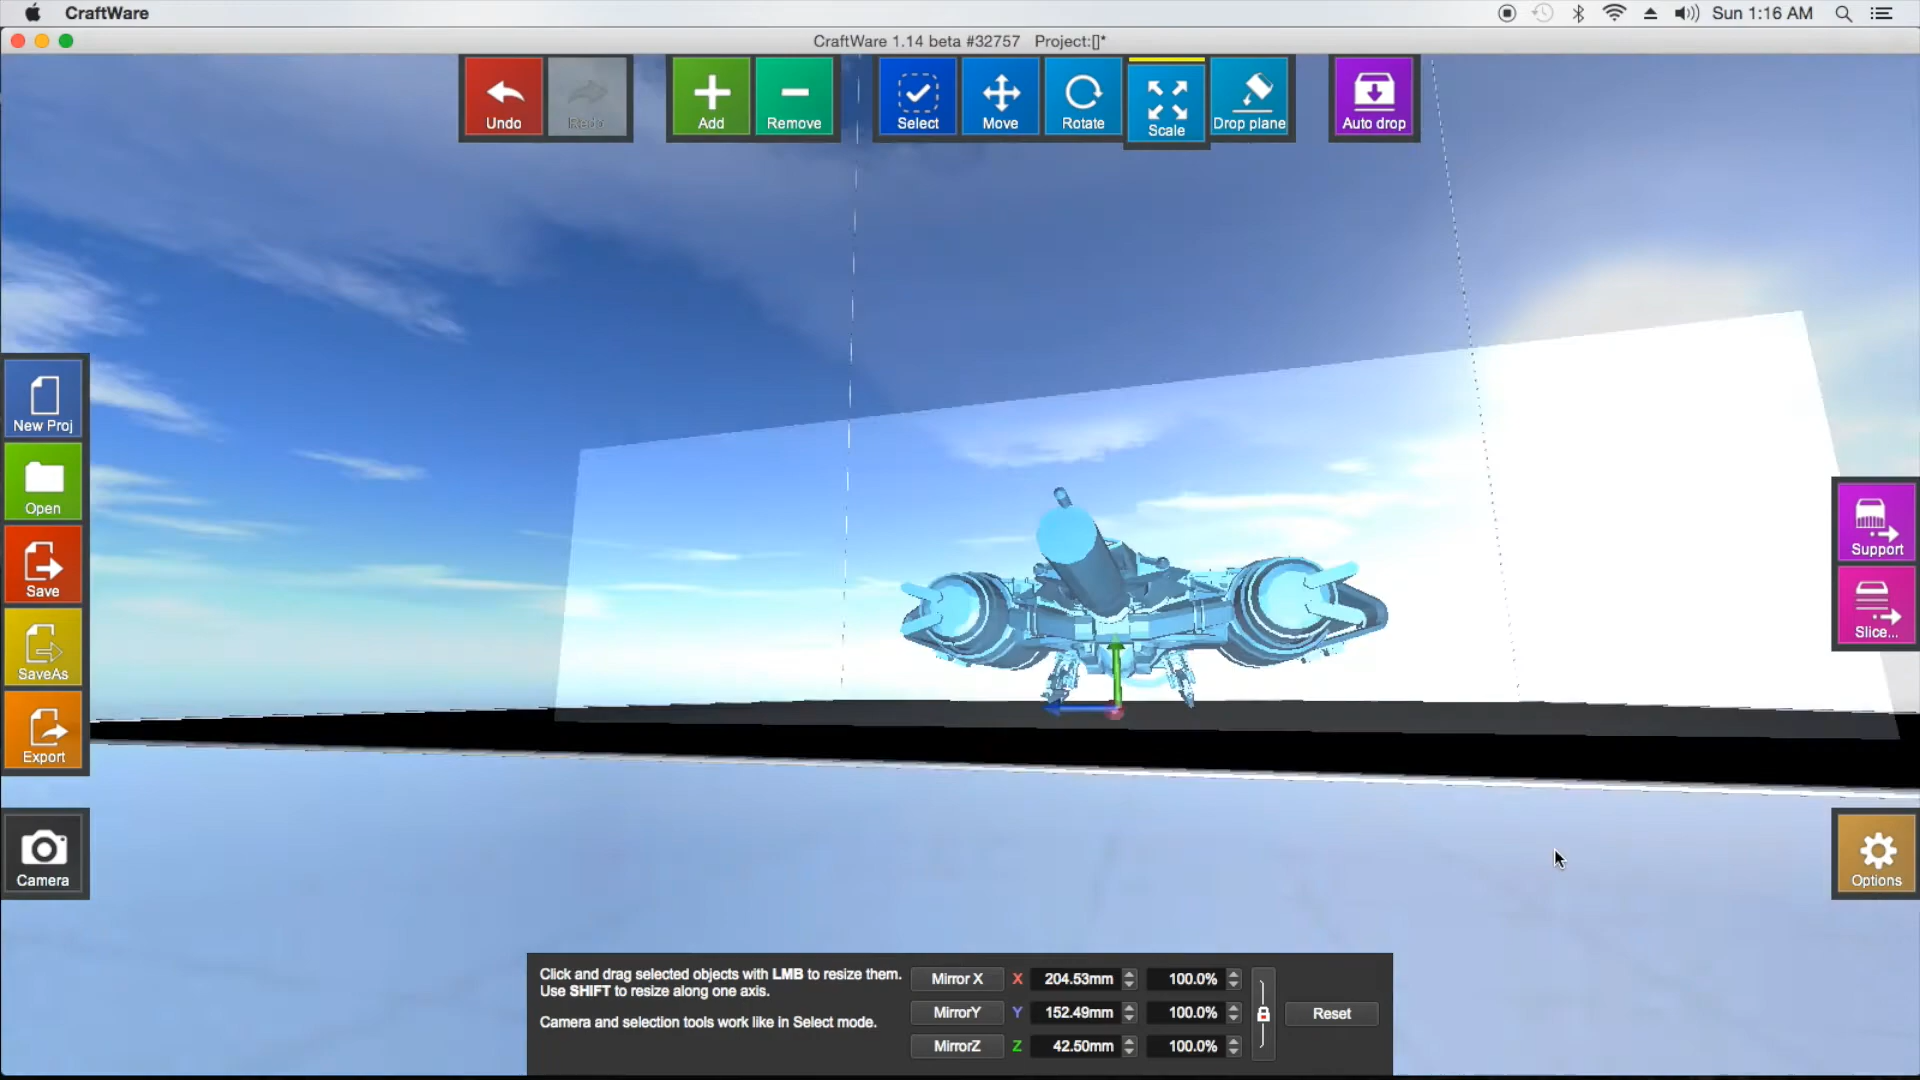 CraftWare
Sun 1:16 AM
CraftWare 1.14 beta #32757 Project:[]*
Undo
Redo
Add
Remove
Select
Move
Rotate
Scale
Drop plane
Auto drop
New Proj
Open
Save
SaveAs
Export
Camera
Support
Slice...
Options
Click and drag selected objects with LMB to resize them.
Use SHIFT to resize along one axis.
Camera and selection tools work like in Select mode.
Mirror X X 204.53mm 100.0%
MirrorY Y 152.49mm 100.0%
MirrorZ Z 42.50mm 100.0%
Reset